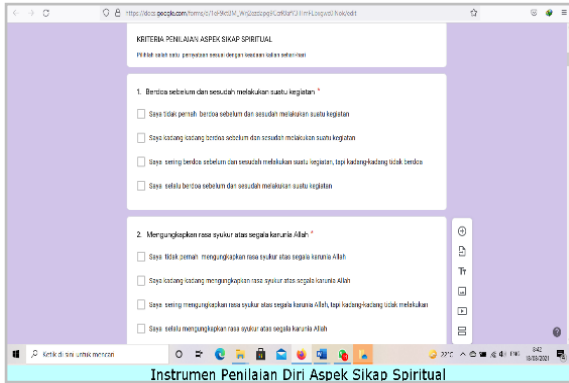 KRITERIA PENILAIAN ASPEK SIKAP SPIRITUAL
Pilihlah salah satu pernyataan sesuai dengan keadaan kalian
1. Berdoa sebelum dan sesudah melakukan suatu kegiatan *
Saya tidak pernah berdoa sebelum dan sesudah melakukan suatu kegiatan
Saya kadang kadang berdoa sebelum dan sesudah melakukan suatu kegiatan
Saya sering berdoa sebelum dan sesudah melakukan suatu kegiatan, tapi kadang-kadang tidak berdoa
Saya selalu berdoa sebelum dan sesudah melakukan suatu kegiatan
2. Mengungkapkan rasa syukur atas segala karunia Allah *
Saya tidak pernah mengungkapkan rasa syukur atas segala karunia Allah
Saya kadang kadang mengungkapkan rasa syukur atas segala karunia Allah
Saya sering mengungkapkan rasa syukur atas segala karunia Allah, tapi kadang-kadang tidak melakukan
Saya selalu mengungkapkan rasa syukur atas segala karunia Allah
Ketik di sini untuk mencari
22°C
ENG
3:42
Instrumen Penilaian Diri Aspek Sikap Spiritual